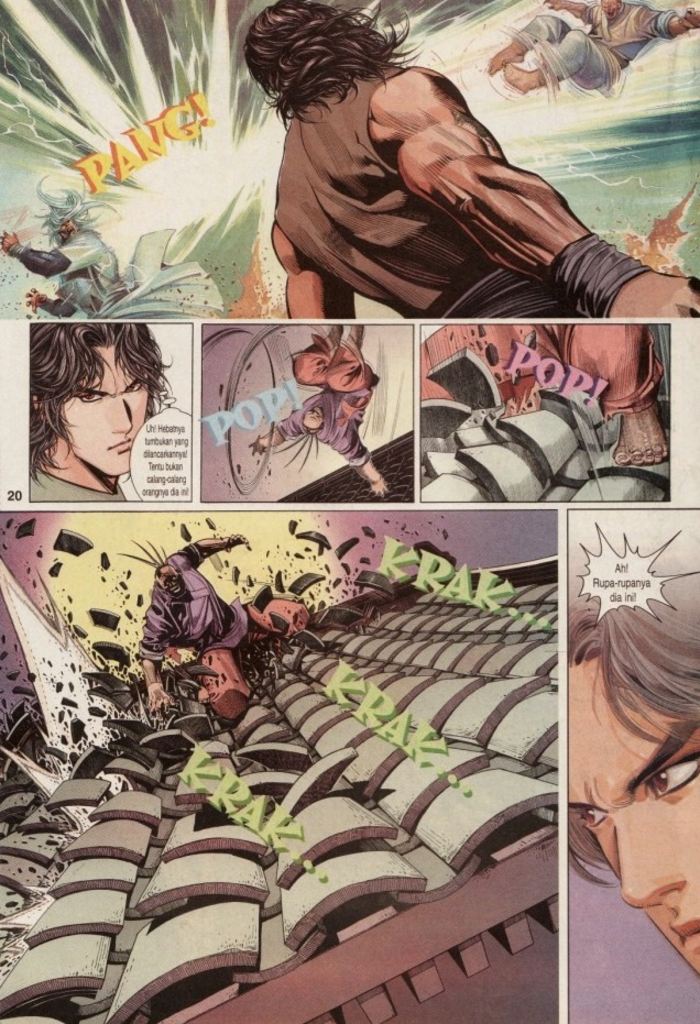 PANG!
Uh! Hebatnya
tumbukan yang
dilancarkannya!
Tentu bukan
calang-calang
orangnya dia ini!
POP!
POP!
20
KRAK...
KRAK...
KRAK...
Ah!
Rupa-rupanya
dia ini!